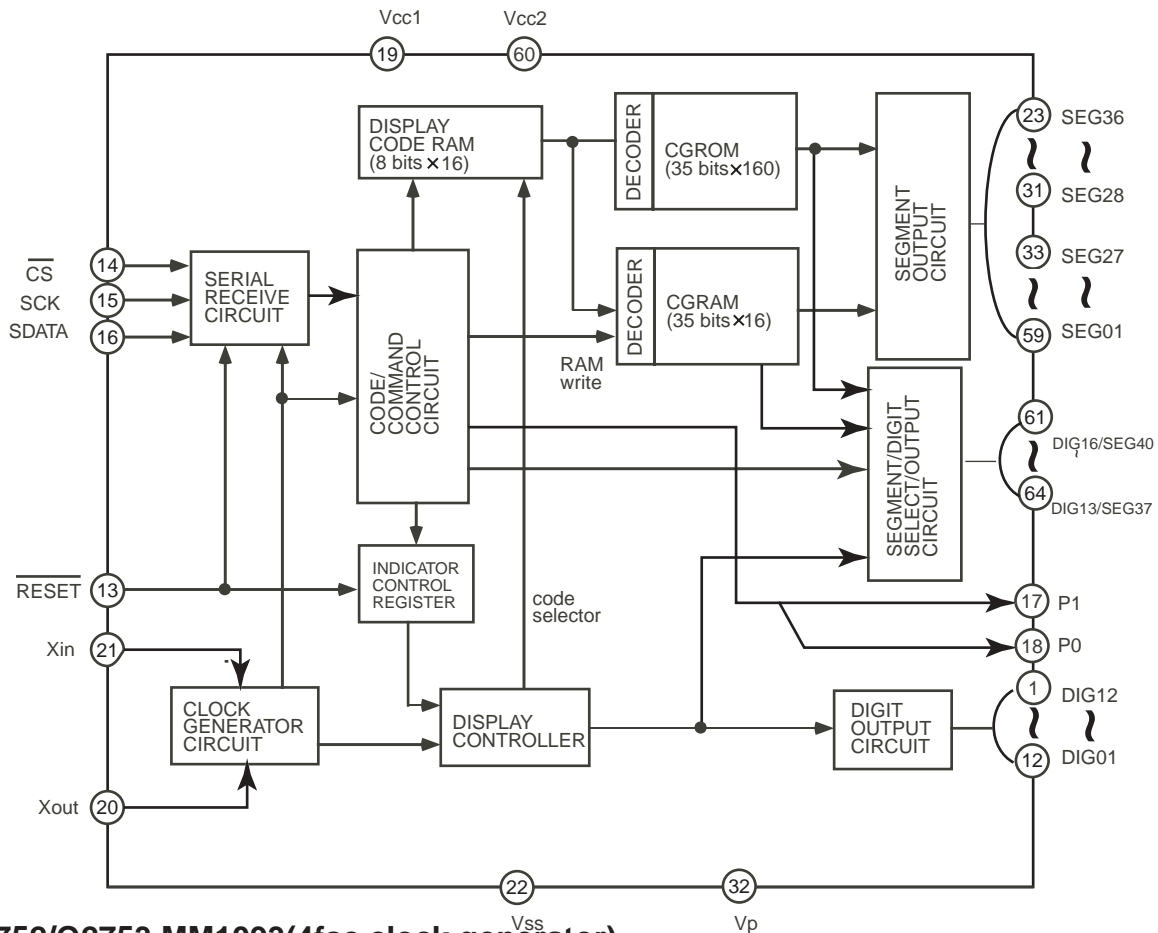 Vcc1
Vcc2
19
60
DISPLAY
CODE RAM
(8 bits×16)
DECODER
CGROM
(35 bits×160)
SEGMENT
OUTPUT
CIRCUIT
23
SEG36
31
SEG28
33
SEG27
59
SEG01
CS
14
SCK
15
SDATA
16
SERIAL
RECEIVE
CIRCUIT
CODE/
COMMAND
CONTROL
CIRCUIT
DECODER
CGRAM
(35 bits×16)
RAM
write
SEGMENT/DIGIT
SELECT/OUTPUT
CIRCUIT
61
DIG16/SEG40
64
DIG13/SEG37
RESET
13
INDICATOR
CONTROL
REGISTER
code
selector
17
P1
18
P0
Xin
21
CLOCK
GENERATOR
CIRCUIT
DISPLAY
CONTROLLER
DIGIT
OUTPUT
CIRCUIT
1
DIG12
12
DIG01
Xout
20
22
32
Vss
Vp
MM1093(4fsc clock generator)